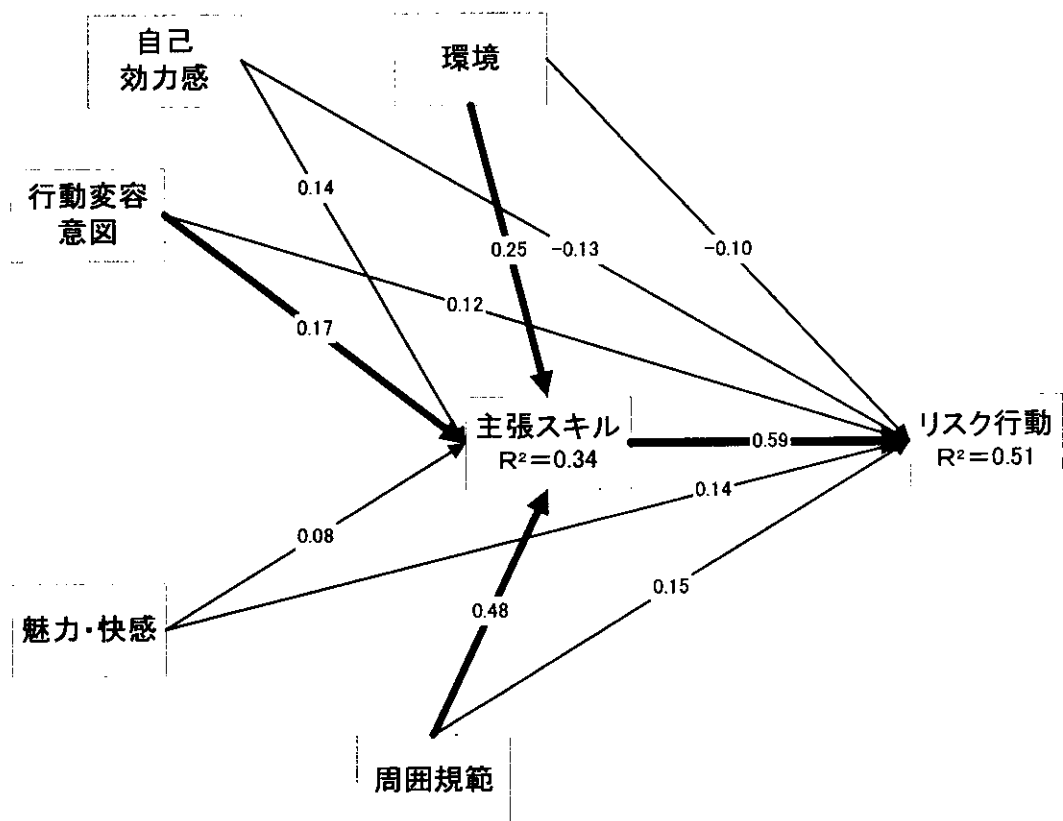 自己
効力感
環境
行動変容
意図
0.14
0.25
-0.13
-0.10
0.12
0.17
主張スキル
R²=0.34
0.59
リスク行動
R²=0.51
0.14
0.08
0.48
0.15
魅力・快感
周囲規範